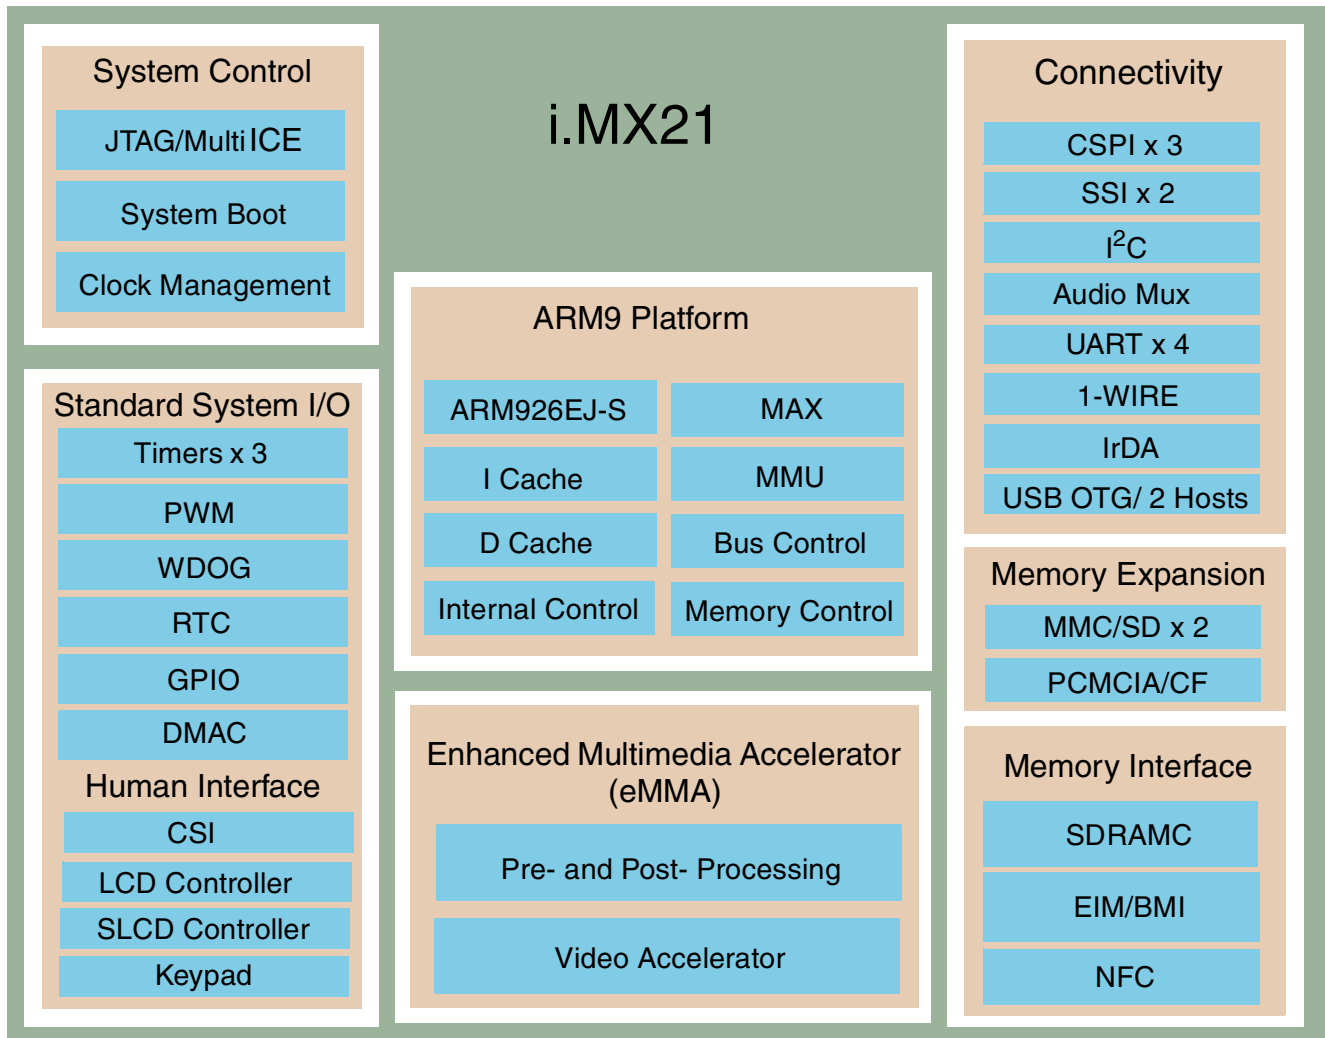 System Control
JTAG/Multi ICE
System Boot
Clock Management
Standard System I/O
Timers x 3
PWM
WDOG
RTC
GPIO
DMAC
Human Interface
CSI
LCD Controller
SLCD Controller
Keypad
i.MX21
ARM9 Platform
ARM926EJ-S
MAX
I Cache
MMU
D Cache
Bus Control
Internal Control
Memory Control
Enhanced Multimedia Accelerator
(eMMA)
Pre- and Post- Processing
Video Accelerator
Connectivity
CSPI x 3
SSI x 2
I²C
Audio Mux
UART x 4
1-WIRE
IrDA
USB OTG/ 2 Hosts
Memory Expansion
MMC/SD x 2
PCMCIA/CF
Memory Interface
SDRAMC
EIM/BMI
NFC